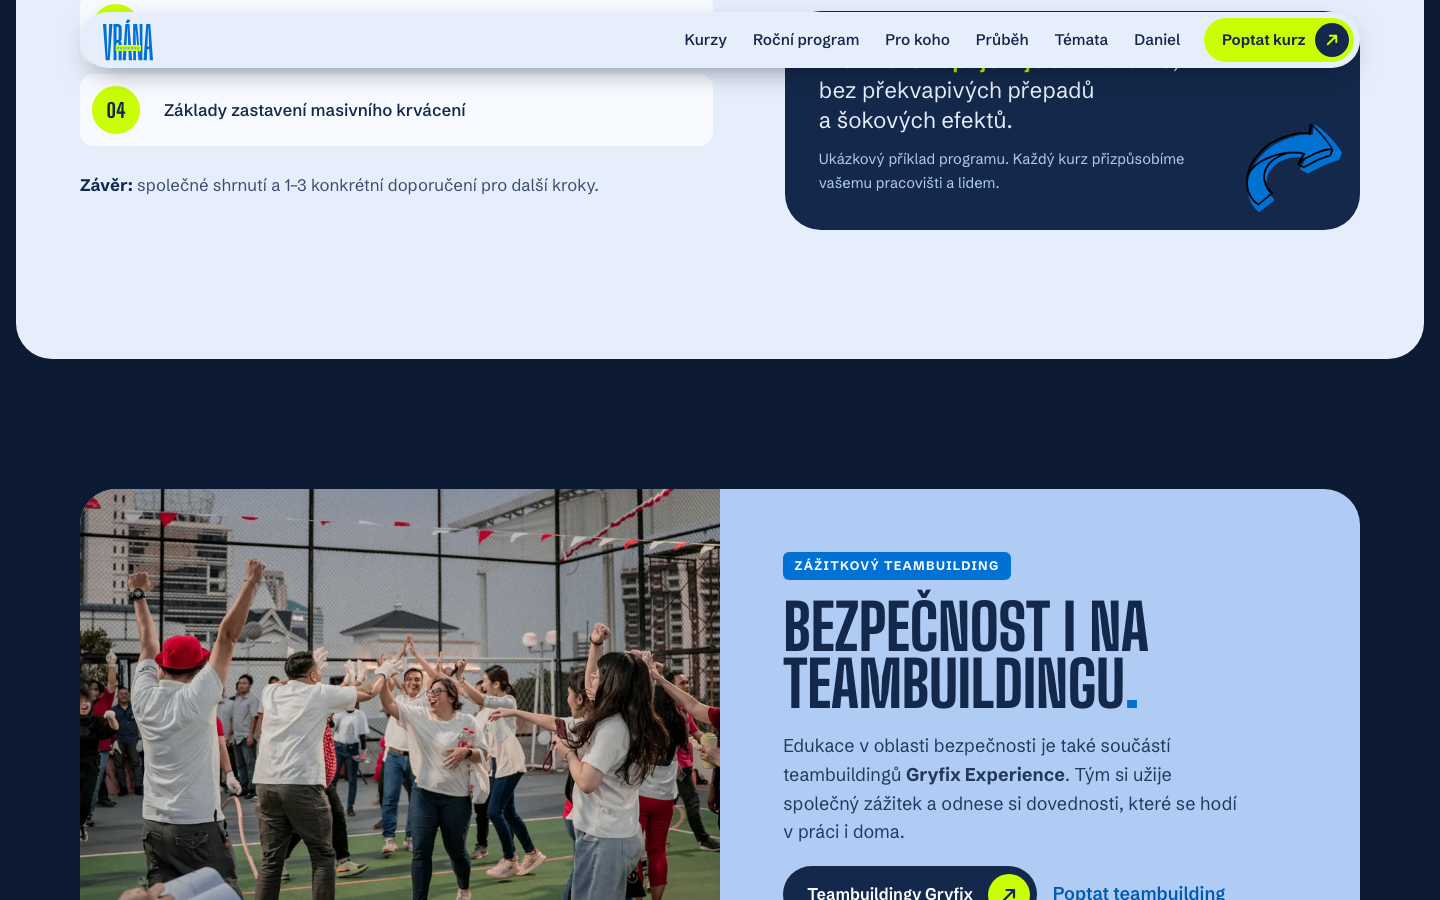 VRÁNA
Kurzy
Roční program
Pro koho
Průběh
Témata
Daniel
Poptat kurz
04
Základy zastavení masivního krvácení
Závěr: společné shrnutí a 1–3 konkrétní doporučení pro další kroky.
bez překvapivých přepadů
a šokových efektů.
Ukázkový příklad programu. Každý kurz přizpůsobíme
vašemu pracovišti a lidem.
ZÁŽITKOVÝ TEAMBUILDING
BEZPEČNOST I NA
TEAMBUILDINGU.
Edukace v oblasti bezpečnosti je také součástí
teambuildingů Gryfix Experience. Tým si užije
společný zážitek a odnese si dovednosti, které se hodí
v práci i doma.
Teambuildingy Gryfix
Poptat teambuilding